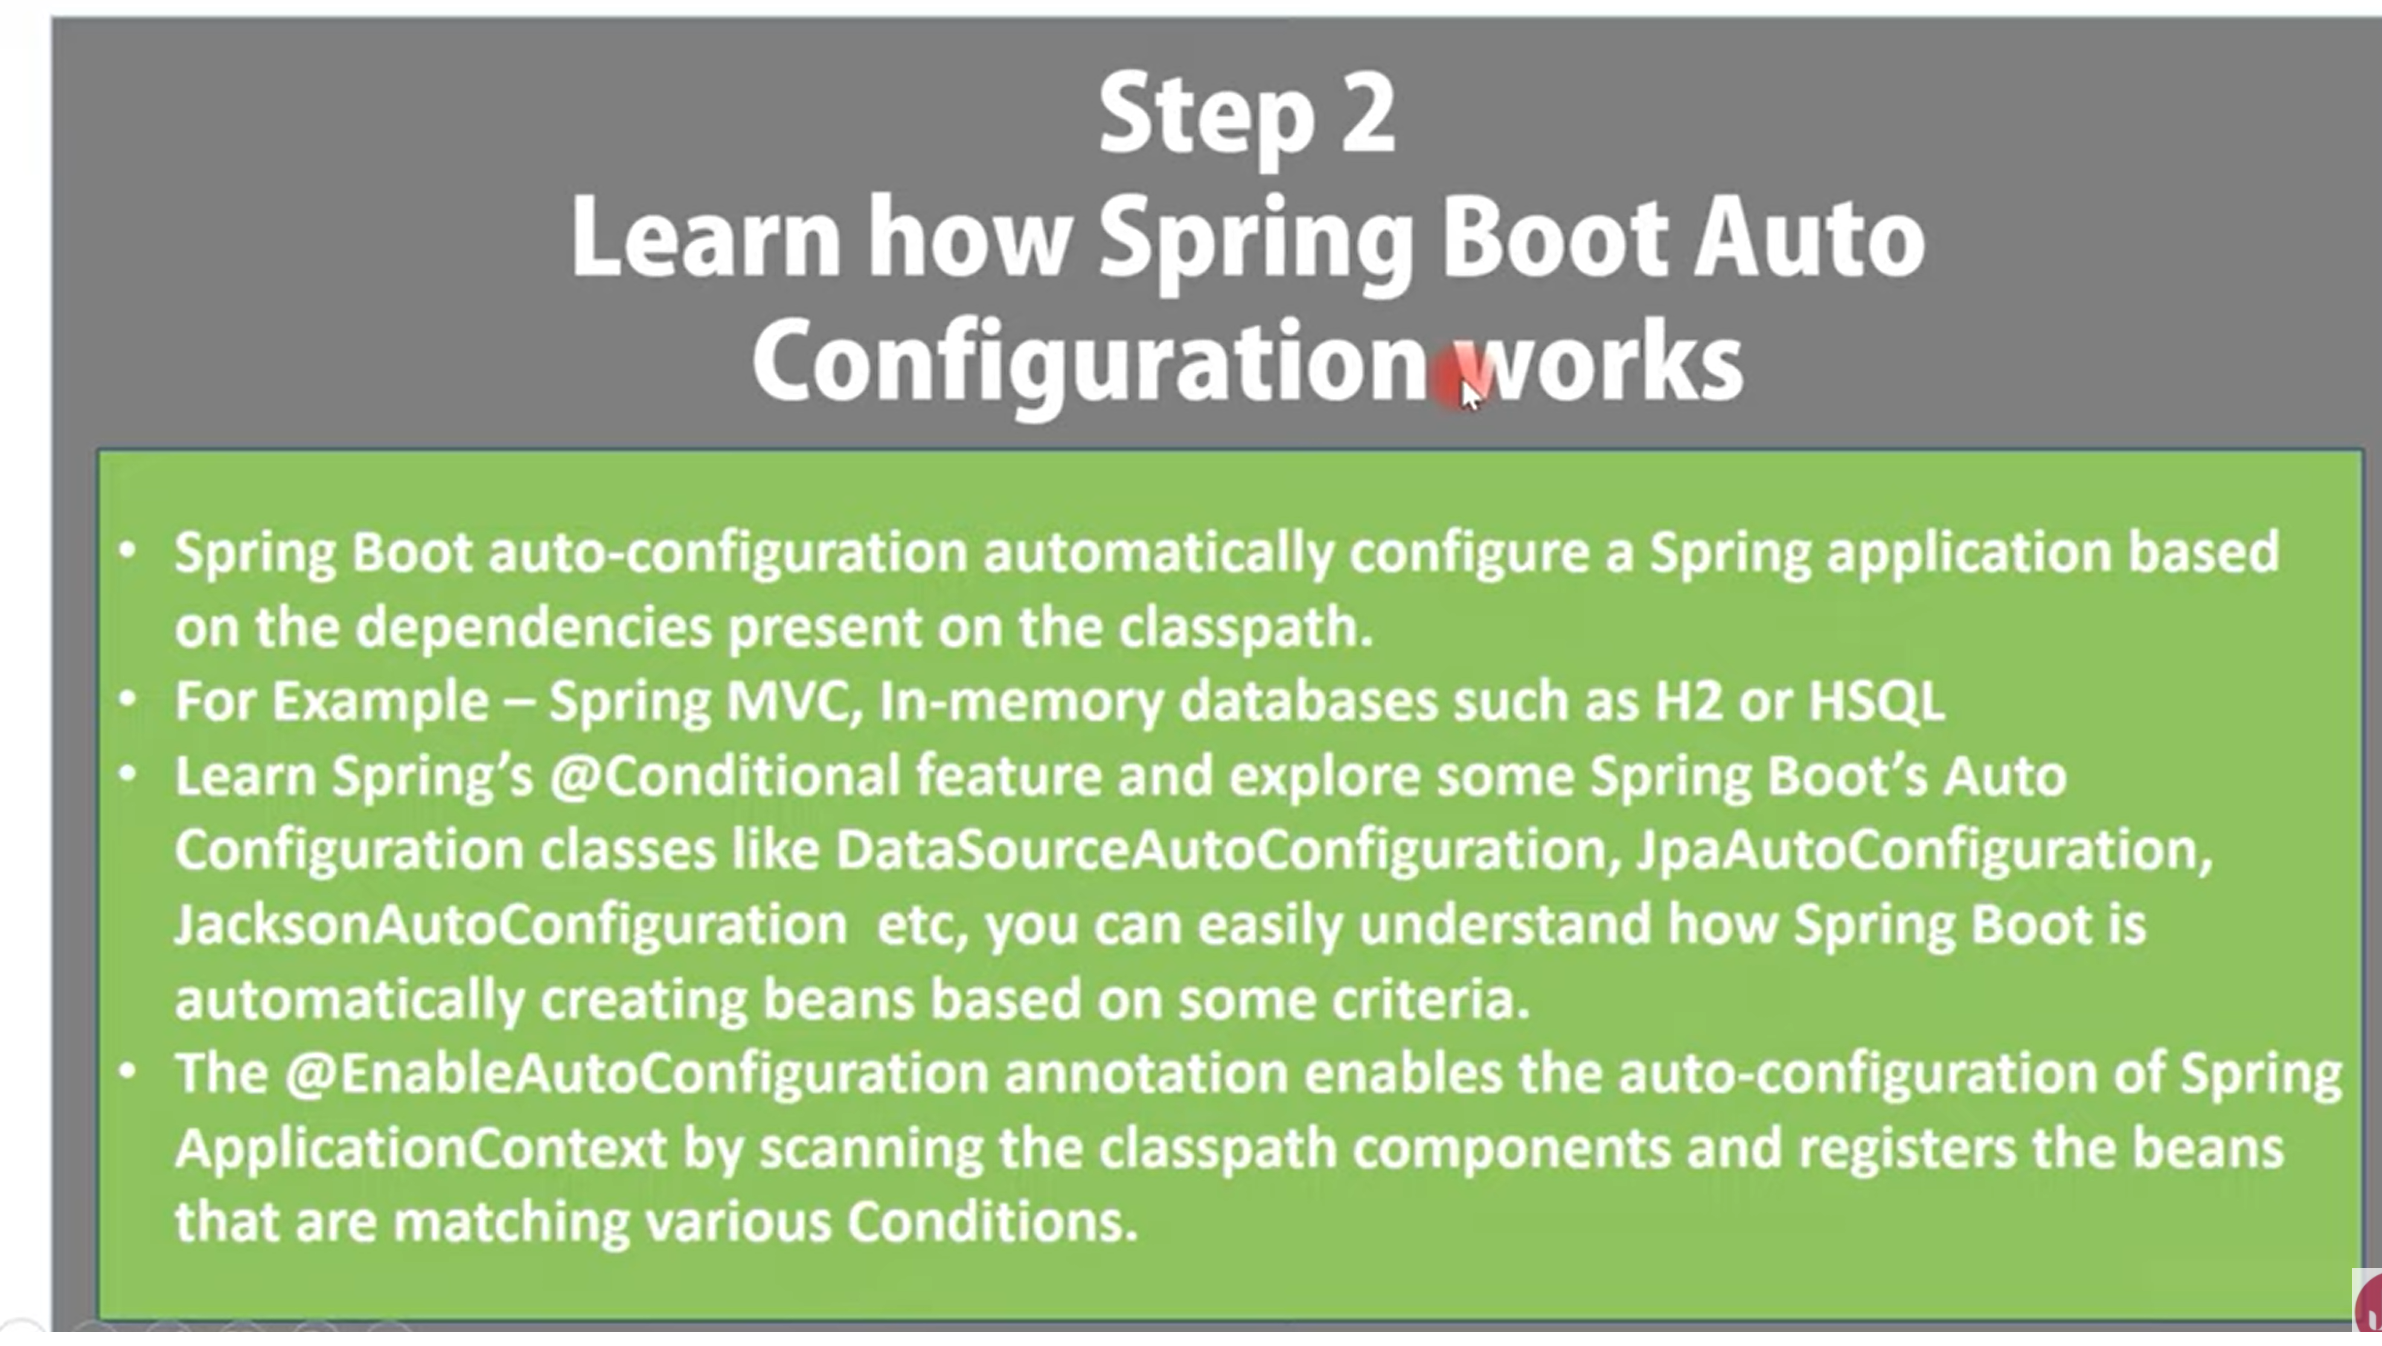 Step 2
Learn how Spring Boot Auto
Configuration works
• Spring Boot auto-configuration automatically configure a Spring application based
on the dependencies present on the classpath.
• For Example – Spring MVC, In-memory databases such as H2 or HSQL
• Learn Spring’s @Conditional feature and explore some Spring Boot’s Auto
Configuration classes like DataSourceAutoConfiguration, JpaAutoConfiguration,
JacksonAutoConfiguration  etc, you can easily understand how Spring Boot is
automatically creating beans based on some criteria.
• The @EnableAutoConfiguration annotation enables the auto-configuration of Spring
ApplicationContext by scanning the classpath components and registers the beans
that are matching various Conditions.